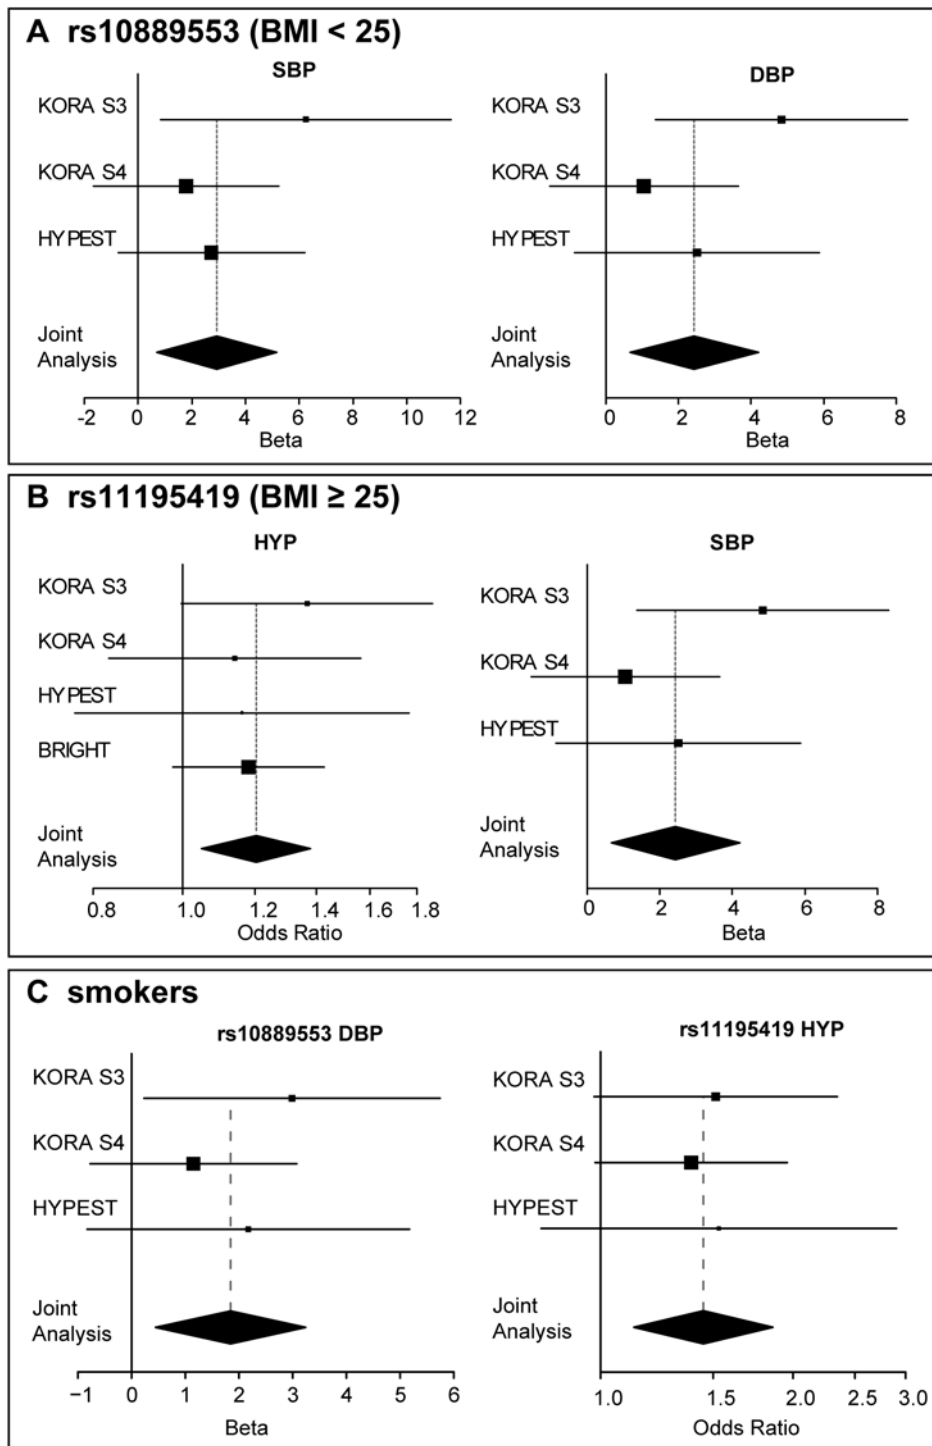 A rs10889553 (BMI < 25)
SBP
KORA S3
KORA S4
HYPEST
Joint
Analysis
-2 0 2 4 6 8 10 12
Beta
DBP
KORA S3
KORA S4
HYPEST
Joint
Analysis
0 2 4 6 8
Beta
B rs11195419 (BMI ≥ 25)
HYP
KORA S3
KORA S4
HYPEST
BRIGHT
Joint
Analysis
0.8 1.0 1.2 1.4 1.6 1.8
Odds Ratio
SBP
KORA S3
KORA S4
HYPEST
Joint
Analysis
0 2 4 6 8
Beta
C smokers
rs10889553 DBP
KORA S3
KORA S4
HYPEST
Joint
Analysis
−1 0 1 2 3 4 5 6
Beta
rs11195419 HYP
KORA S3
KORA S4
HYPEST
Joint
Analysis
1.0 1.5 2.0 2.5 3.0
Odds Ratio